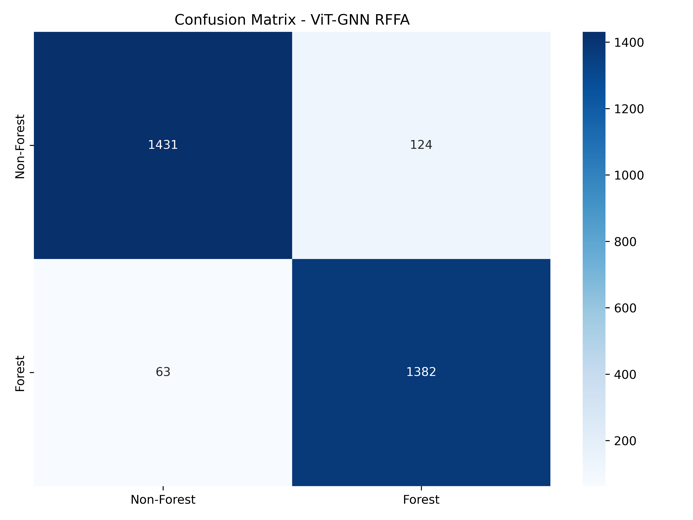 Confusion Matrix - ViT-GNN RFFA
Non-Forest
1431
124
Forest
63
1382
Non-Forest
Forest
1400
1200
1000
800
600
400
200